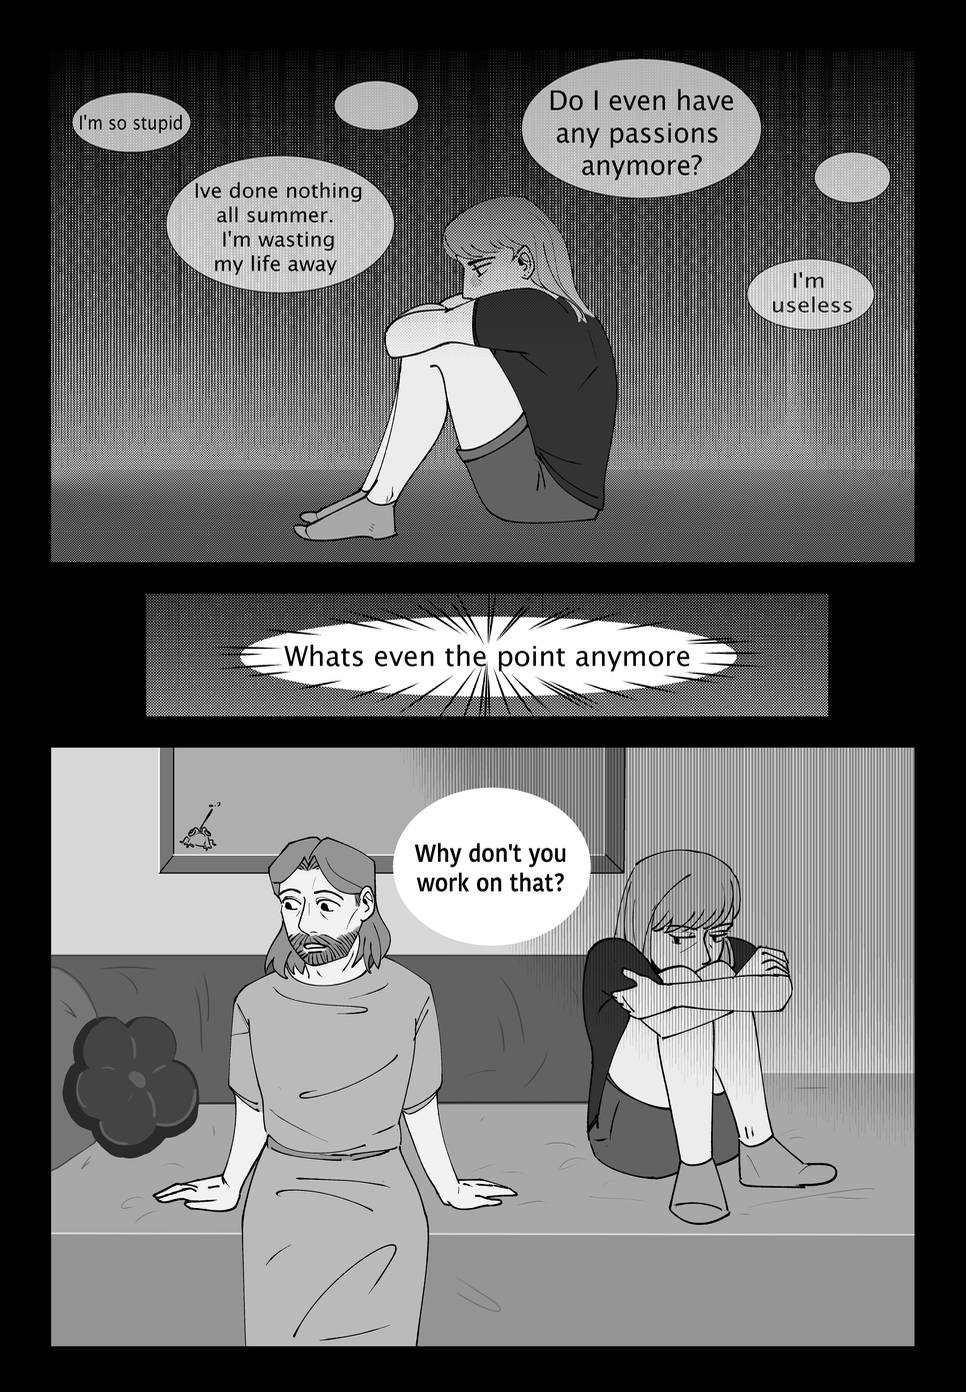 I'm so stupid
Ive done nothing
all summer.
I'm wasting
my life away
Do I even have
any passions
anymore?
I'm
useless
Whats even the point anymore
Why don't you
work on that?